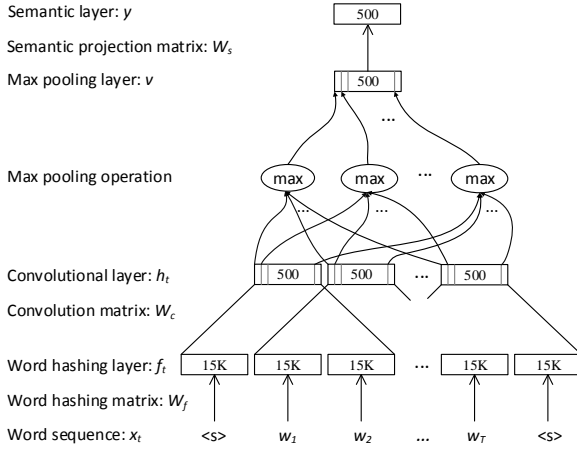 Semantic layer: y 500
Semantic projection matrix: Ws
Max pooling layer: v 500
...
Max pooling operation max max ... max
... ... ...
Convolutional layer: ht 500 500 ... 500
Convolution matrix: Wc
Word hashing layer: ft 15K 15K 15K ... 15K 15K
Word hashing matrix: Wf
Word sequence: xt <s> w1 w2 ... wT <s>